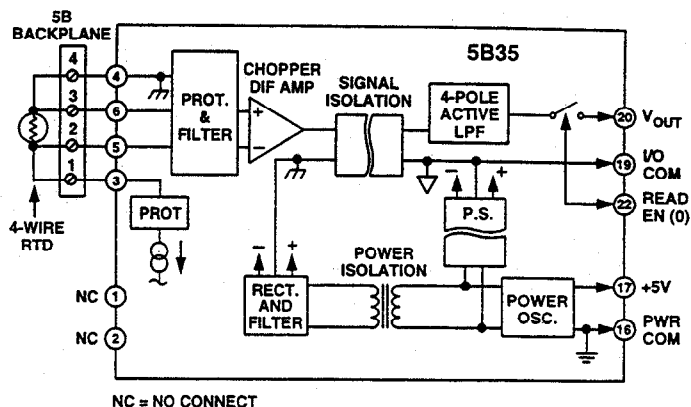 5B
BACKPLANE
5B35
4
3
2
1
4
6
5
3
PROT.
&
FILTER
CHOPPER
DIF AMP
+
−
SIGNAL
ISOLATION
4-POLE
ACTIVE
LPF
20 VOUT
19 I/O
COM
22 READ
EN (0)
− +
P.S.
4-WIRE
RTD
PROT
− +
RECT.
AND
FILTER
POWER
ISOLATION
POWER
OSC.
17 +5V
16 PWR
COM
NC 1
NC 2
NC = NO CONNECT